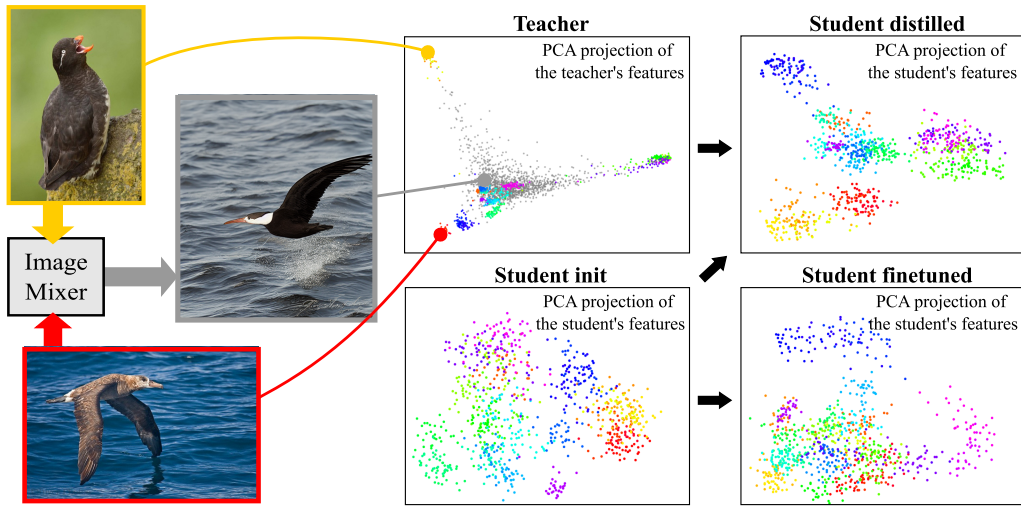 Teacher
PCA projection of
the teacher's features
Student distilled
PCA projection of
the student's features
Image
Mixer
Student init
PCA projection of
the student's features
Student finetuned
PCA projection of
the student's features